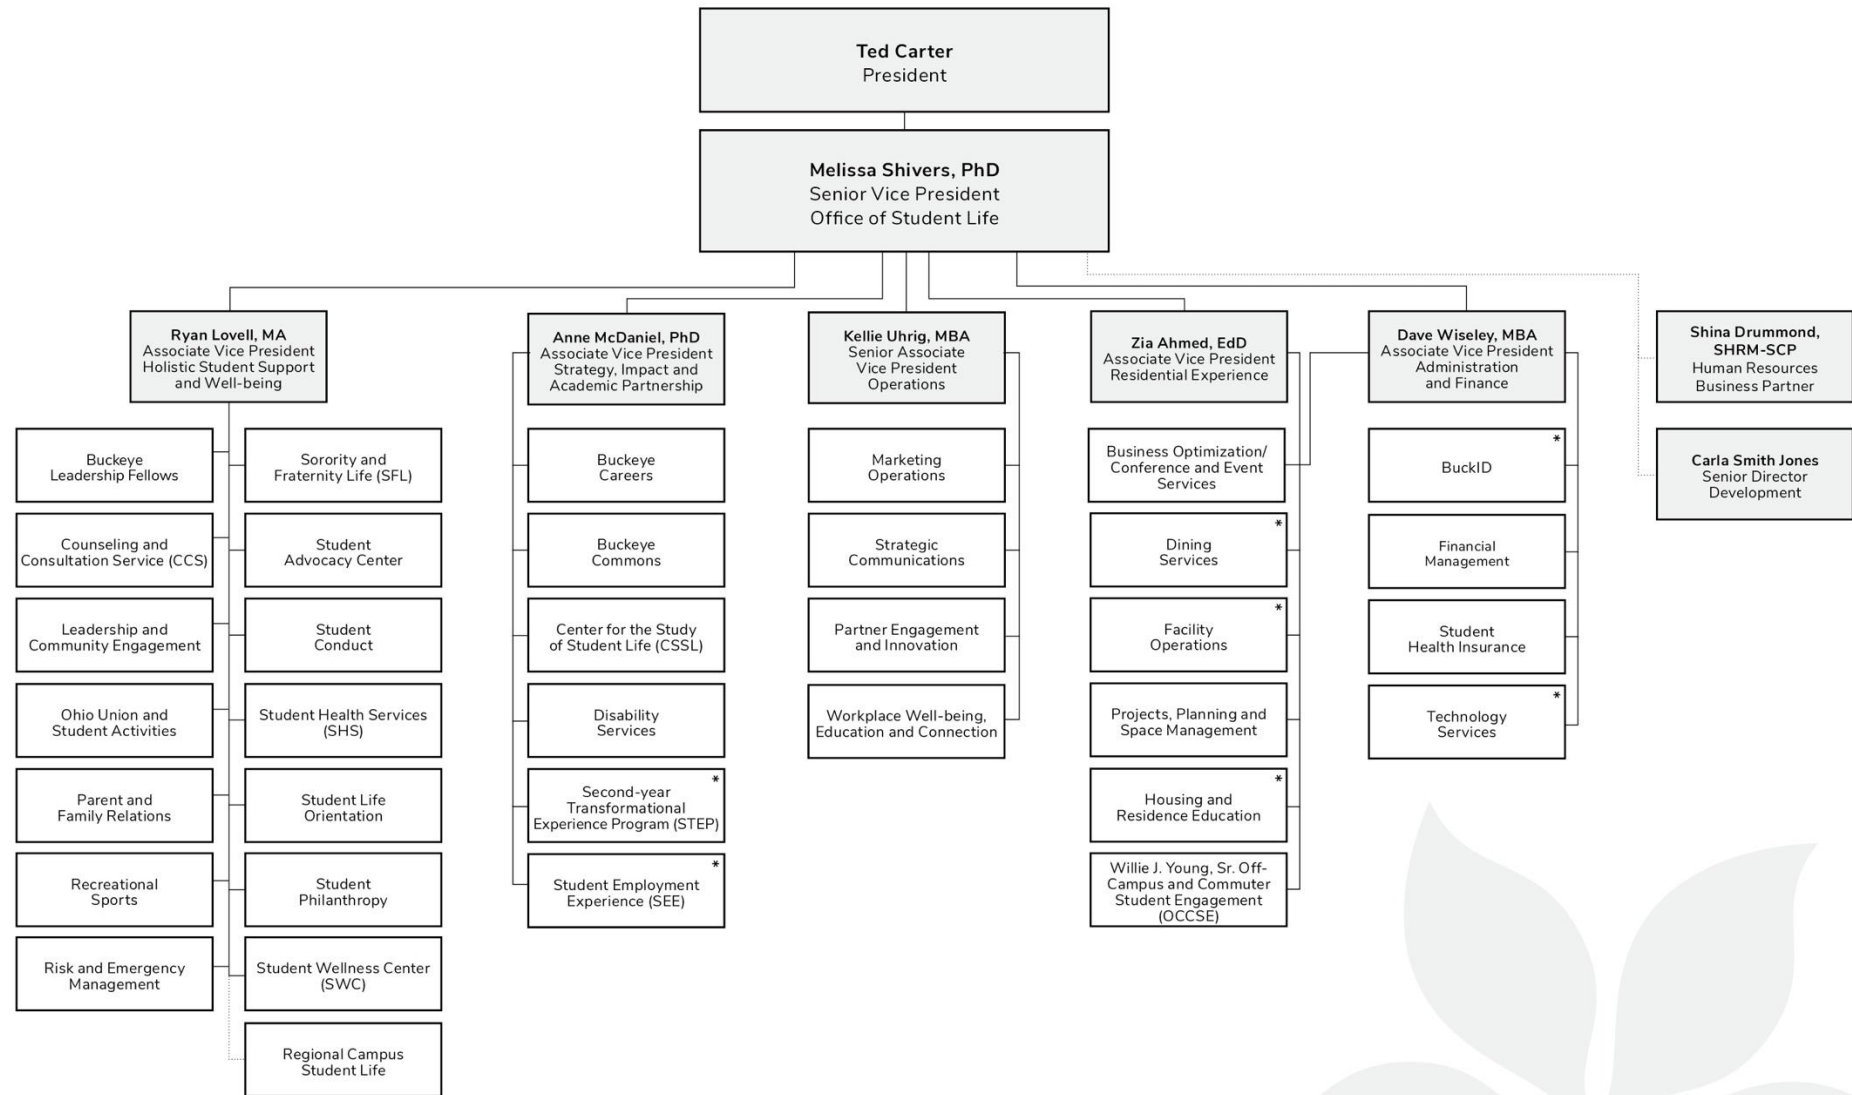 Ted Carter
President
Melissa Shivers, PhD
Senior Vice President
Office of Student Life
Ryan Lovell, MA
Associate Vice President
Holistic Student Support
and Well-being
Buckeye
Leadership Fellows
Counseling and
Consultation Service (CCS)
Leadership and
Community Engagement
Ohio Union and
Student Activities
Parent and
Family Relations
Recreational
Sports
Risk and Emergency
Management
Sorority and
Fraternity Life (SFL)
Student
Advocacy Center
Student
Conduct
Student Health Services
(SHS)
Student Life
Orientation
Student
Philanthropy
Student Wellness Center
(SWC)
Regional Campus
Student Life
Anne McDaniel, PhD
Associate Vice President
Strategy, Impact and
Academic Partnership
Buckeye
Careers
Buckeye
Commons
Center for the Study
of Student Life (CSSL)
Disability
Services
*
Second-year
Transformational
Experience Program (STEP)
*
Student Employment
Experience (SEE)
Kellie Uhrig, MBA
Senior Associate
Vice President
Operations
Marketing
Operations
Strategic
Communications
Partner Engagement
and Innovation
Workplace Well-being,
Education and Connection
Zia Ahmed, EdD
Associate Vice President
Residential Experience
Business Optimization/
Conference and Event
Services
*
Dining
Services
*
Facility
Operations
Projects, Planning and
Space Management
*
Housing and
Residence Education
Willie J. Young, Sr. Off-
Campus and Commuter
Student Engagement
(OCCSE)
Dave Wiseley, MBA
Associate Vice President
Administration
and Finance
*
BuckID
Financial
Management
Student
Health Insurance
*
Technology
Services
Shina Drummond,
SHRM-SCP
Human Resources
Business Partner
Carla Smith Jones
Senior Director
Development